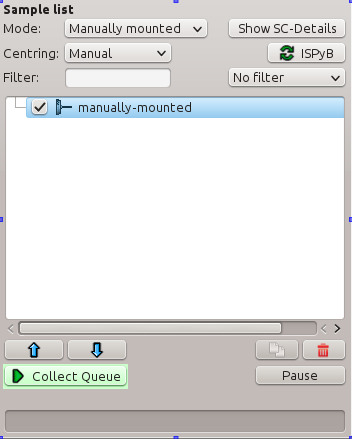 Sample list
Mode: Manually mounted Show SC-Details
Centring: Manual ISPyB
Filter: No filter
manually-mounted
Collect Queue Pause